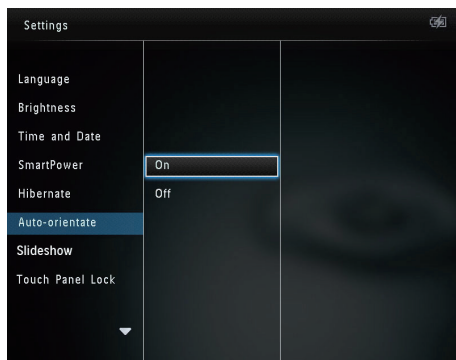 Settings
Language
Brightness
Time and Date
SmartPower
On
Hibernate
Off
Auto-orientate
Slideshow
Touch Panel Lock